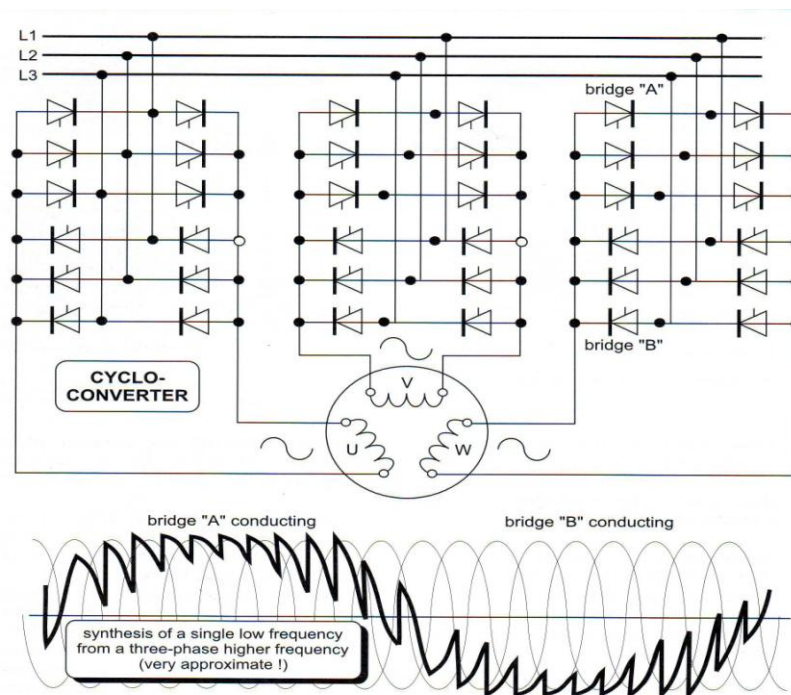 L1
L2
L3
bridge "A"
bridge "B"
CYCLO-
CONVERTER
V
U
W
bridge "A" conducting
bridge "B" conducting
synthesis of a single low frequency
from a three-phase higher frequency
(very approximate !)